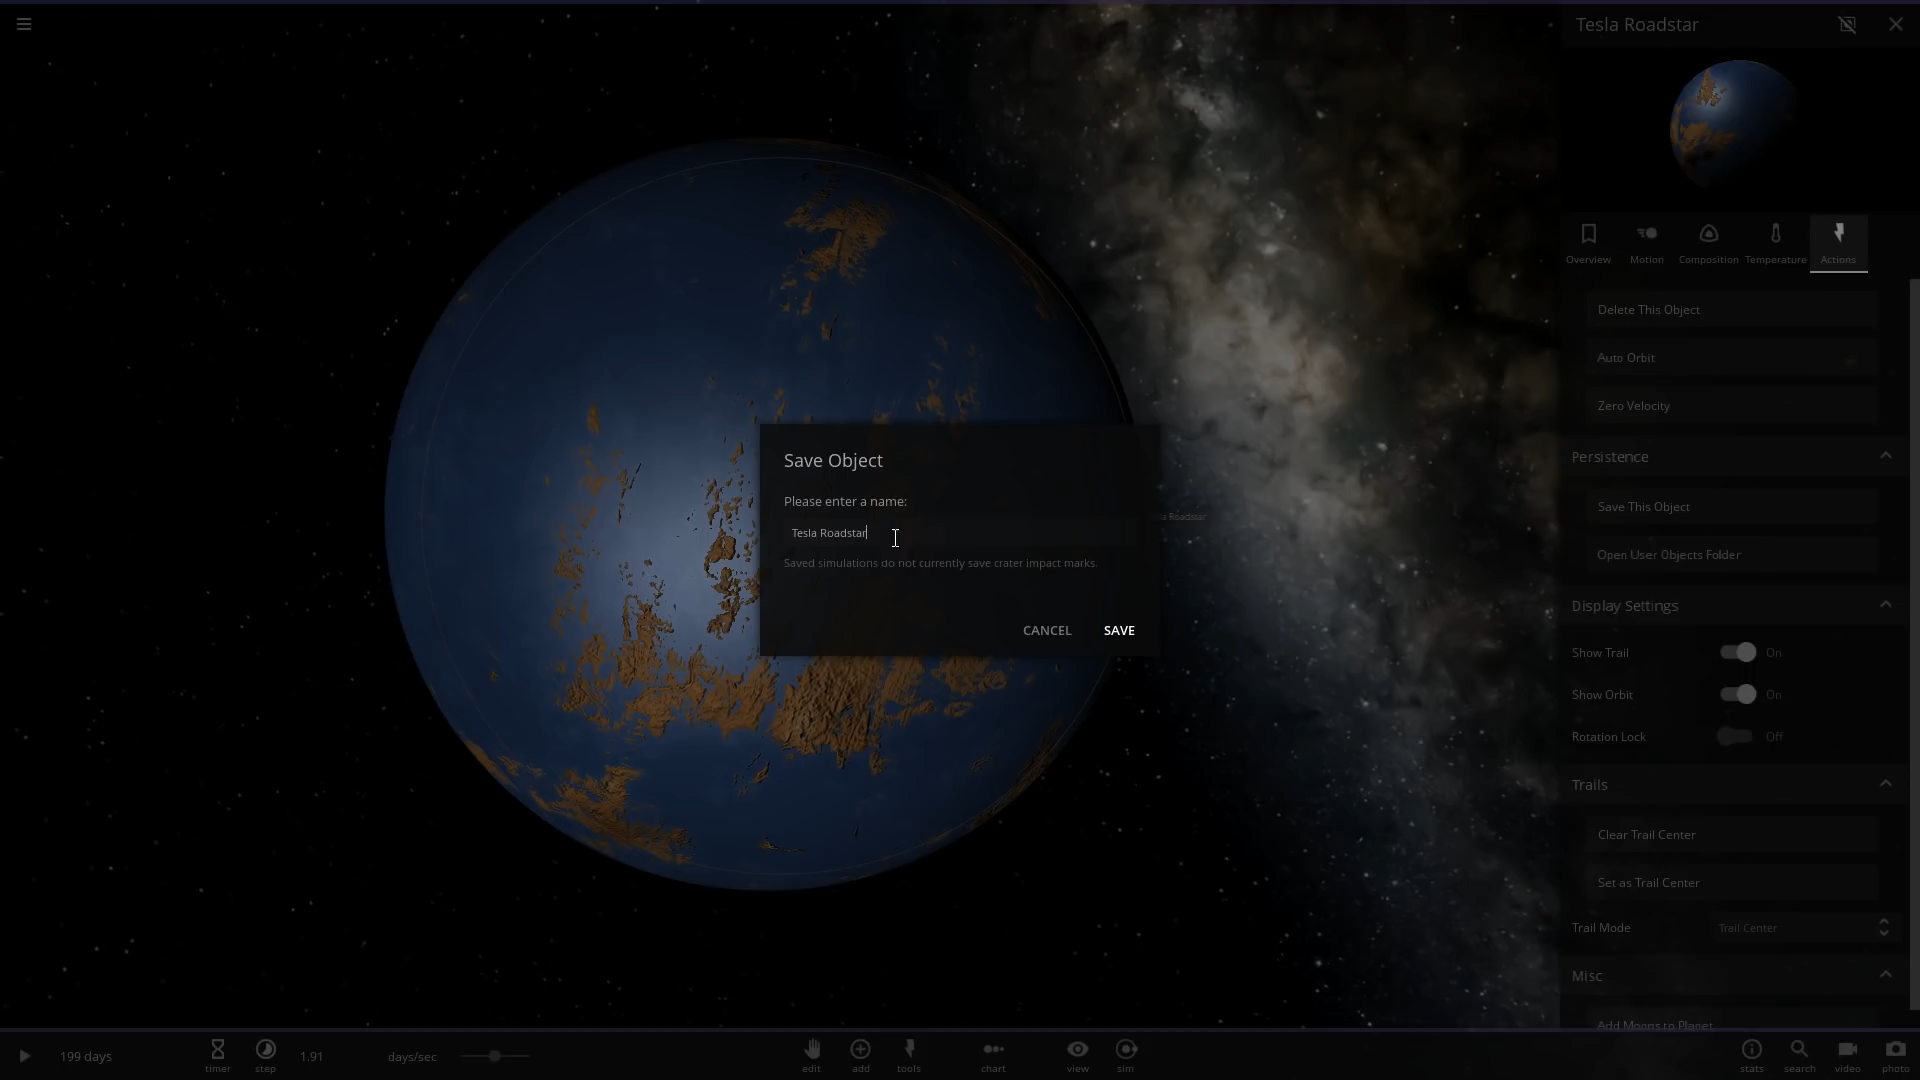 Tesla Roadstar
Overview
Motion
Composition
Temperature
Actions
Delete This Object
Auto Orbit
Zero Velocity
Persistence
Save This Object
Open User Objects Folder
Display Settings
Show Trail On
Show Orbit On
Rotation Lock Off
Trails
Clear Trail Center
Set as Trail Center
Trail Mode Trail Center
Misc
Add Moons to Planet
Save Object
Please enter a name:
Tesla Roadstar
Saved simulations do not currently save crater impact marks.
CANCEL SAVE
Roadstar
199 days
timer
step
1.91
days/sec
edit
add
tools
chart
view
sim
stats
search
video
photo